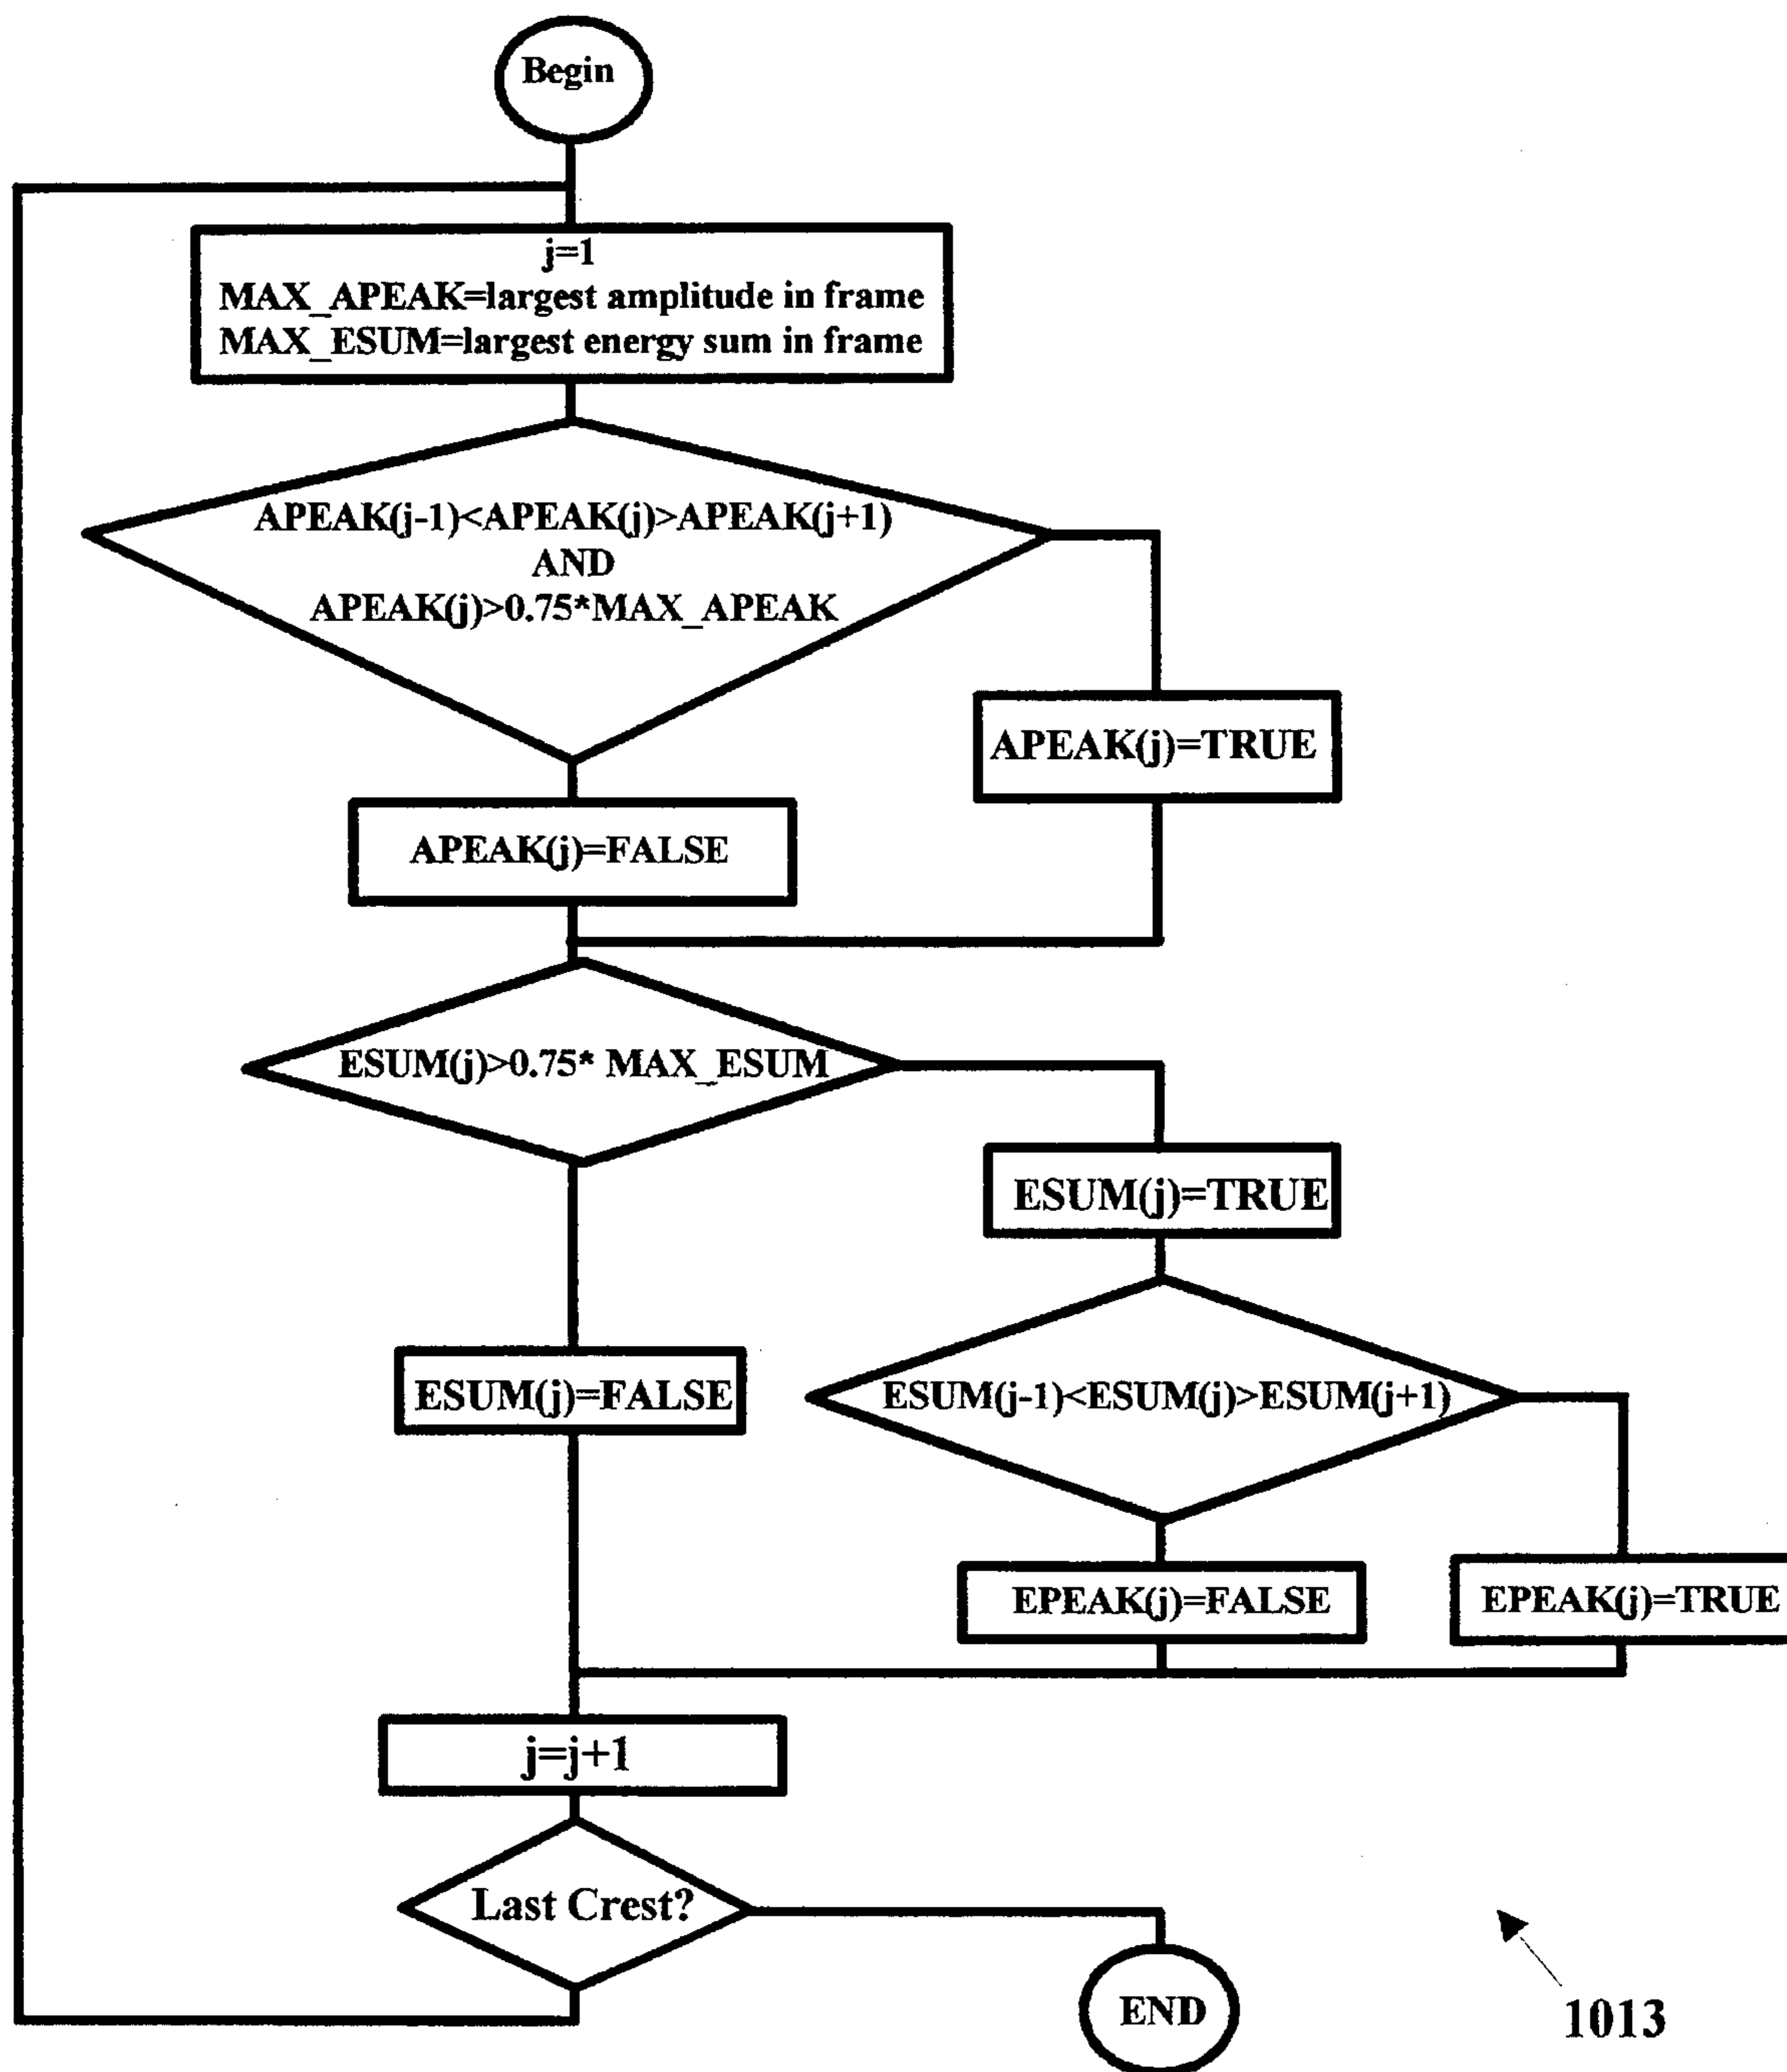 Begin
j=1
MAX_APEAK=largest amplitude in frame
MAX_ESUM=largest energy sum in frame
APEAK(j-1)<APEAK(j)>APEAK(j+1)
AND
APEAK(j)>0.75*MAX_APEAK
APEAK(j)=TRUE
APEAK(j)=FALSE
ESUM(j)>0.75* MAX_ESUM
ESUM(j)=TRUE
ESUM(j)=FALSE
ESUM(j-1)<ESUM(j)>ESUM(j+1)
EPEAK(j)=FALSE
EPEAK(j)=TRUE
j=j+1
Last Crest?
END
1013